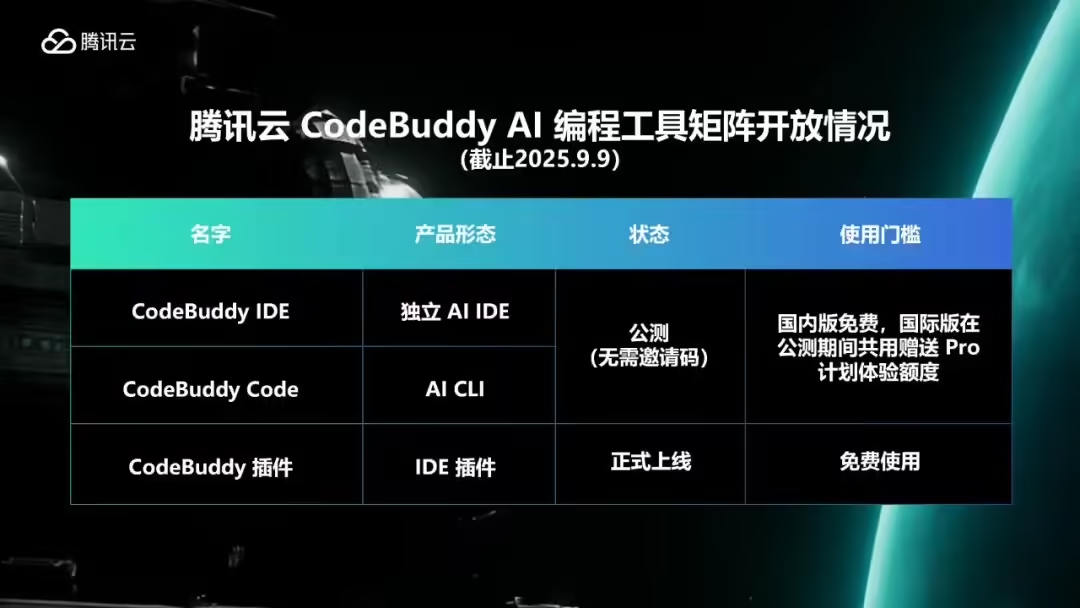 腾讯云
腾讯云 CodeBuddy AI 编程工具矩阵开放情况
(截止2025.9.9)
名字 产品形态 状态 使用门槛
CodeBuddy IDE 独立 AI IDE
公测
(无需邀请码)
国内版免费，国际版在
公测期间共用赠送 Pro
计划体验额度
CodeBuddy Code AI CLI
CodeBuddy 插件 IDE 插件 正式上线 免费使用